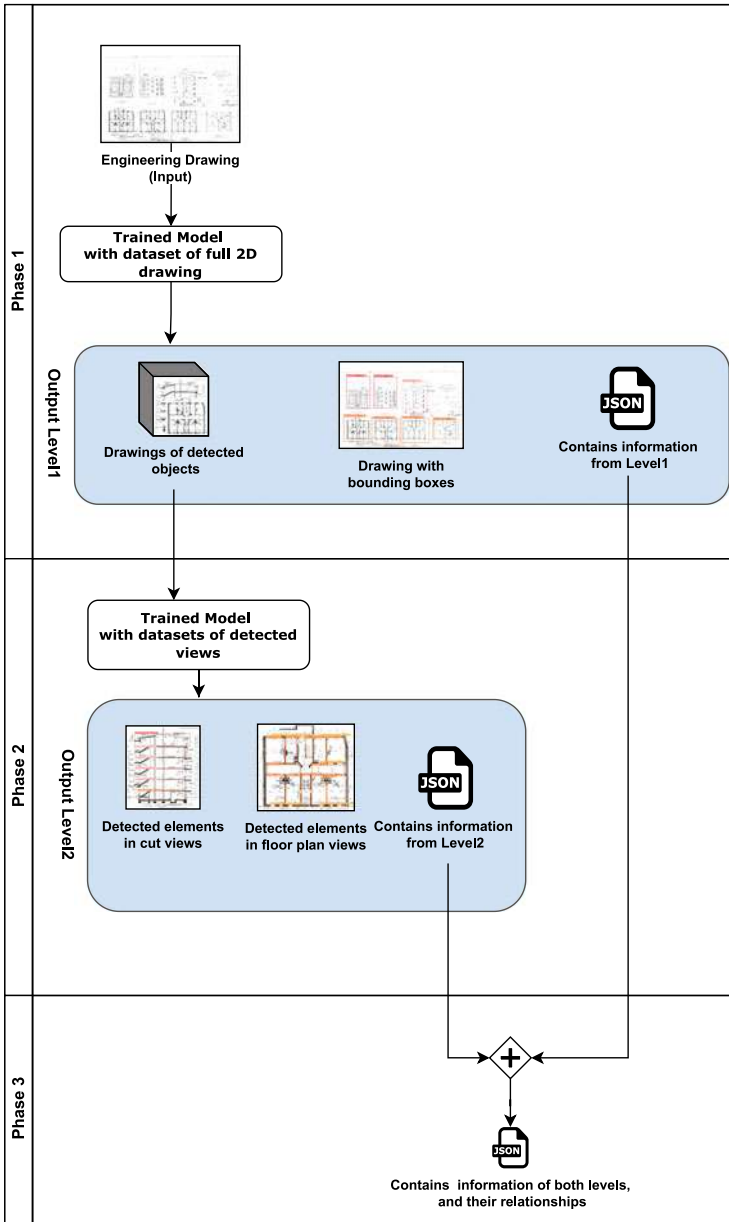 Phase 1
Engineering Drawing
(Input)
Trained Model
with dataset of full 2D
drawing
Output Level1
Drawings of detected
objects
Drawing with
bounding boxes
JSON
Contains information
from Level1
Phase 2
Trained Model
with datasets of detected
views
Output Level2
Detected elements
in cut views
Detected elements
in floor plan views
JSON
Contains information
from Level2
Phase 3
JSON
Contains information of both levels,
and their relationships